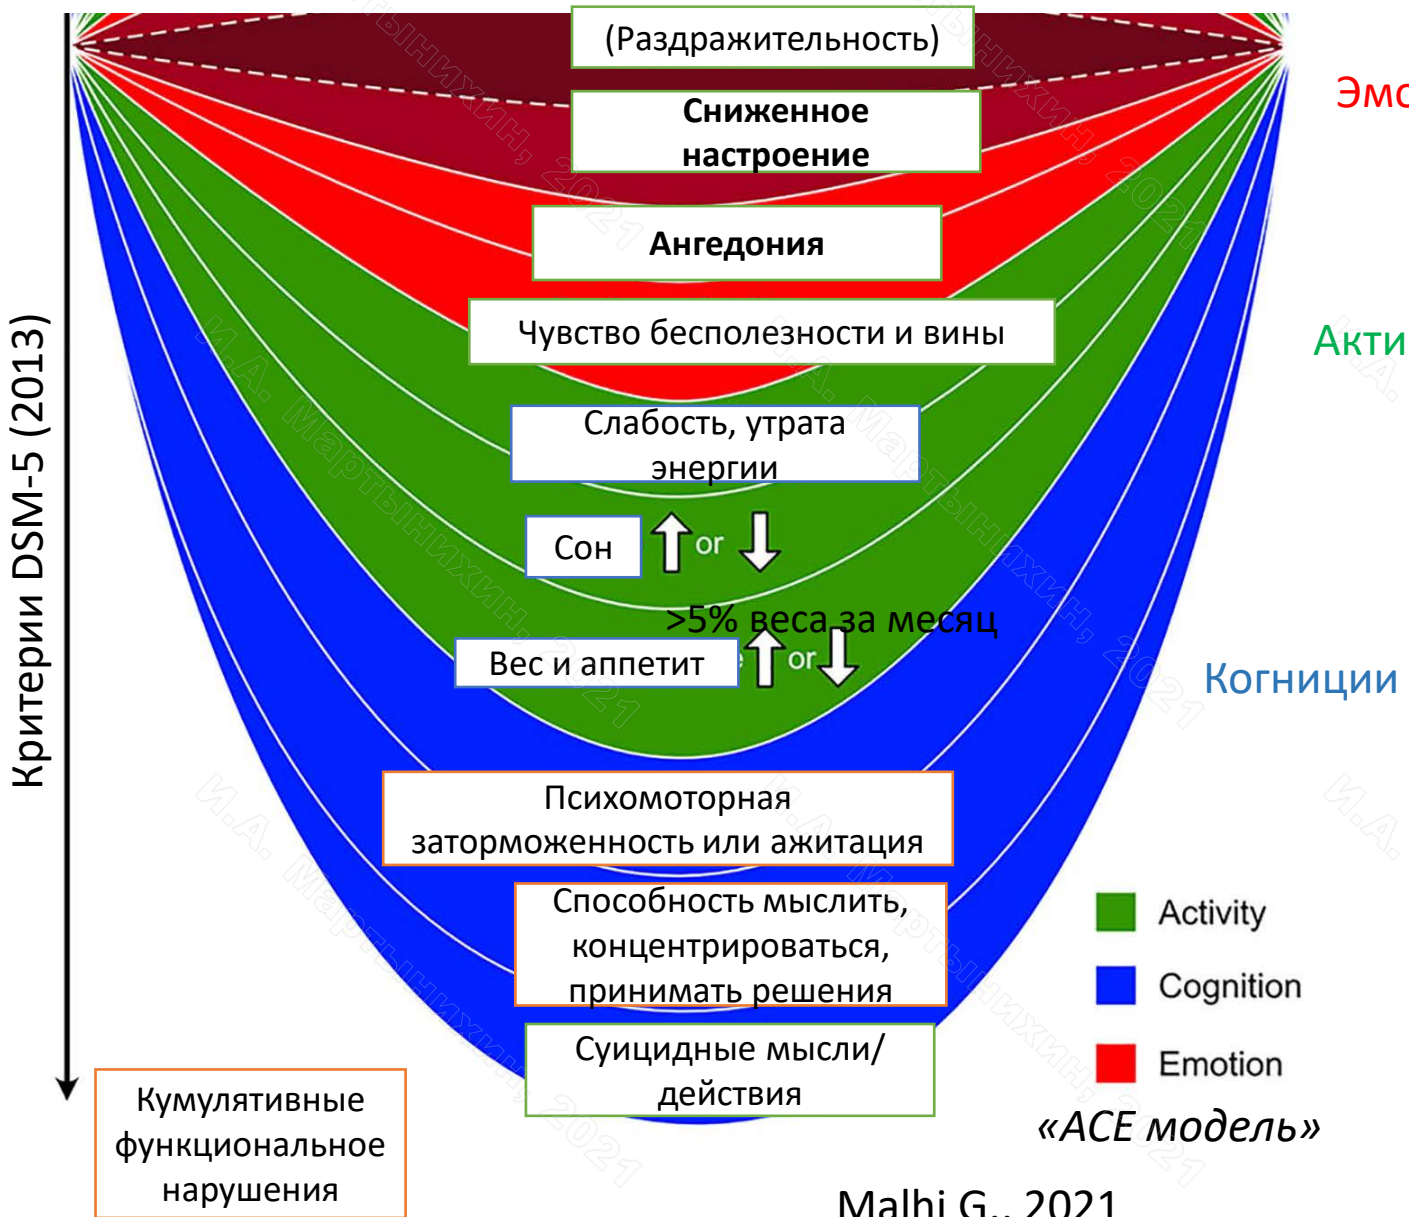 (Раздражительность)
Сниженное
настроение
Эмо
Ангедония
Чувство бесполезности и вины
Акти
Критерии DSM-5 (2013)
Слабость, утрата
энергии
Сон
or
>5% веса за месяц
Вес и аппетит
e
or
Когниции
Психомоторная
заторможенность или ажитация
Способность мыслить,
концентрироваться,
принимать решения
Суицидные мысли/
действия
Activity
Cognition
Emotion
«ACE модель»
Кумулятивные
функциональное
нарушения
Malhi G., 2021
И.А. Мартынихин, 2021